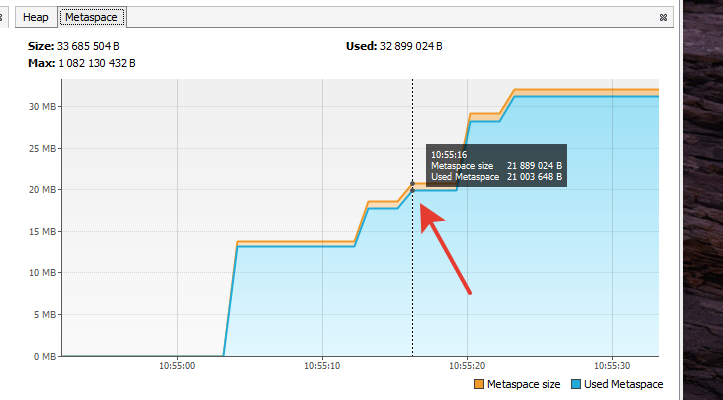 Heap Metaspace
Size: 33 685 504 B Used: 32 899 024 B
Max: 1 082 130 432 B
30 MB
25 MB
20 MB
15 MB
10 MB
5 MB
0 MB
10:55:16
Metaspace size 21 889 024 B
Used Metaspace 21 003 648 B
10:55:00 10:55:10 10:55:20 10:55:30
Metaspace size Used Metaspace